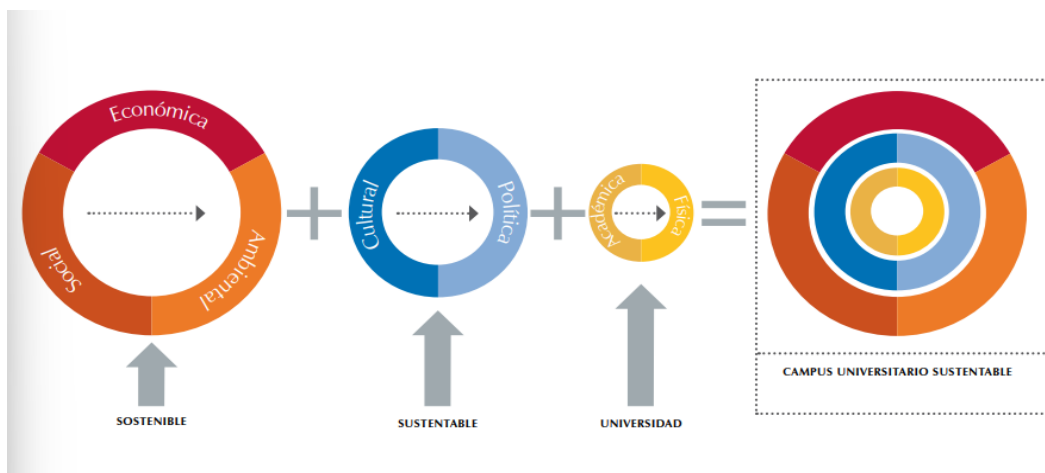 Económica
Social
Ambiental
Cultural
Política
Académica
Física
+
+
=
SOSTENIBLE
SUSTENTABLE
UNIVERSIDAD
CAMPUS UNIVERSITARIO SUSTENTABLE